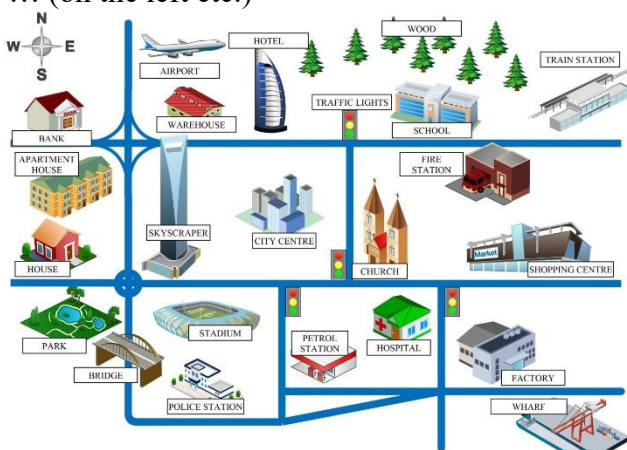 ... (on the left etc.)
N
W E
S
AIRPORT
HOTEL
WOOD
TRAIN STATION
BANK
BANK
WAREHOUSE
TRAFFIC LIGHTS
SCHOOL
APARTMENT
HOUSE
FIRE
STATION
SKYSCRAPER
CITY CENTRE
Market
HOUSE
CHURCH
SHOPPING CENTRE
PARK
STADIUM
PETROL
STATION
HOSPITAL
BRIDGE
FACTORY
POLICE STATION
WHARF